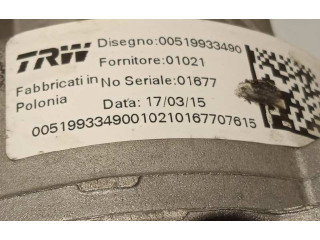 TRW
Disegno:00519933490
Fornitore:01021
Fabbricati in
Polonia
No Seriale:01677
Data: 17/03/15
005199334900102101677076​15